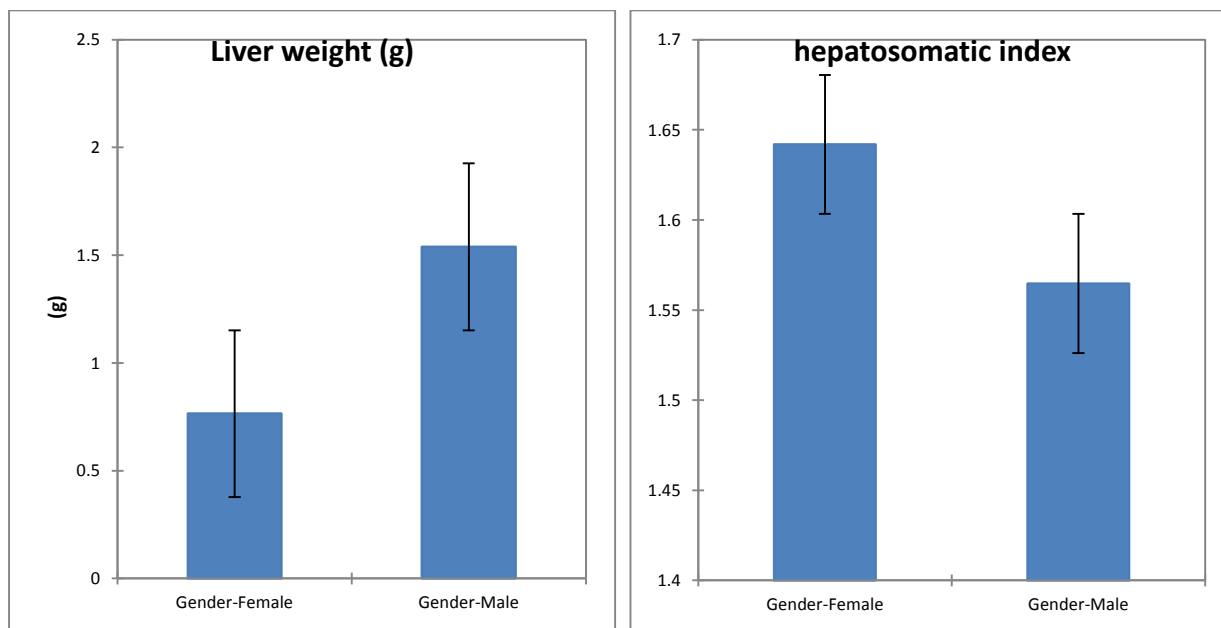 Liver weight (g)
2.5
2
1.5
1
0.5
0
(g)
Gender-Female Gender-Male
hepatosomatic index
1.7
1.65
1.6
1.55
1.5
1.45
1.4
Gender-Female Gender-Male